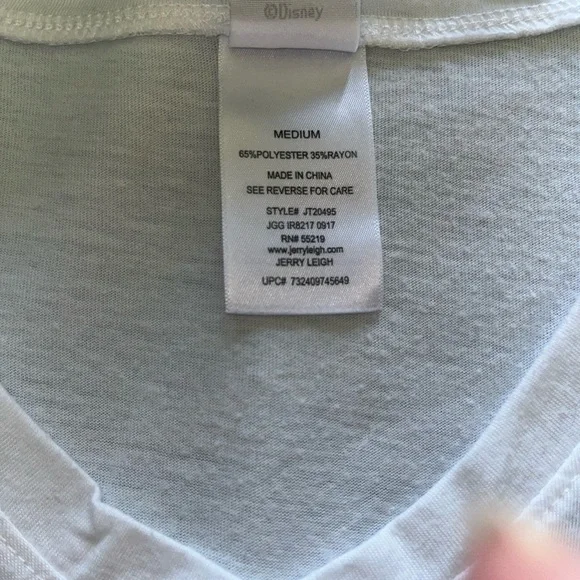 ©Disney
MEDIUM
65%POLYESTER 35%RAYON
MADE IN CHINA
SEE REVERSE FOR CARE
STYLE# JT20495
JGG IR8217 0917
RN# 55219
www.jerryleigh.com
JERRY LEIGH
UPC# 732409745649